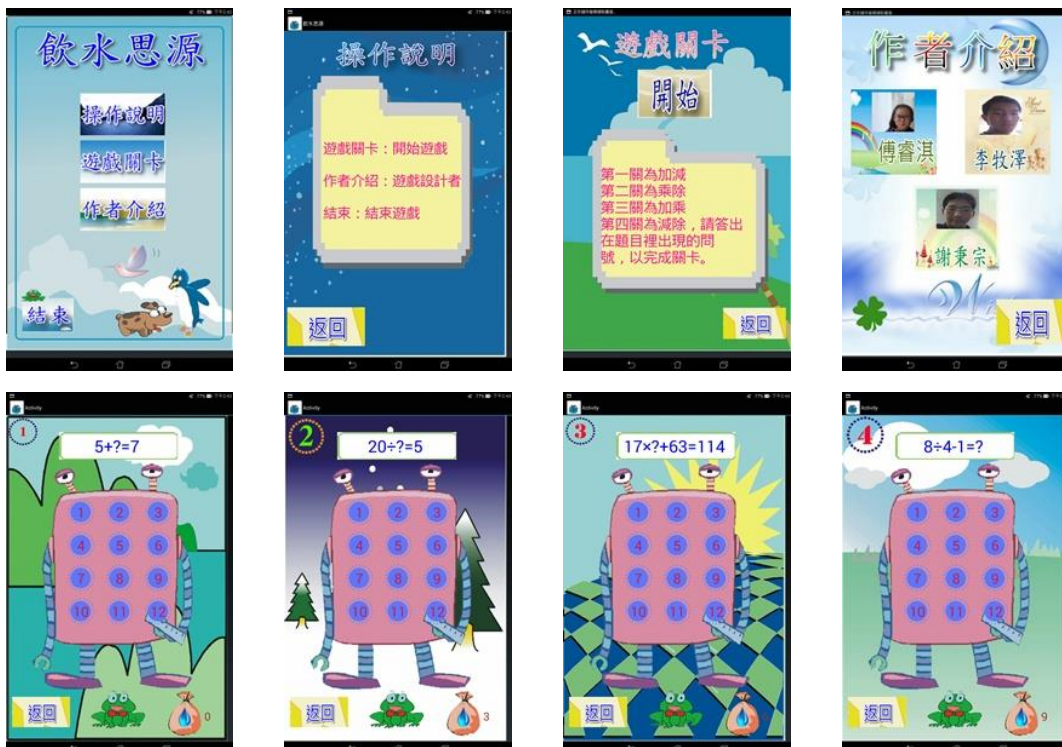 飲水思源
操作說明
遊戲關卡
作者介紹
結束
飲水思源
操作說明
遊戲關卡：開始遊戲
作者介紹：遊戲設計者
結束：結束遊戲
返回
遊戲關卡
開始
第一關為加減
第二關為乘除
第三關為加乘
第四關為減除，請答出
在題目裡出現的問
號，以完成關卡。
返回
作者介紹
傅睿淇
李牧澤
謝秉宗
返回
Activity
1
5+?=7
1 2 3
4 5 6
7 8 9
10 11 12
返回
0
Activity
2
20÷?=5
1 2 3
4 5 6
7 8 9
10 11 12
返回
3
Activity
3
17×?+63=114
1 2 3
4 5 6
7 8 9
10 11 12
返回
Activity
4
8÷4-1=?
1 2 3
4 5 6
7 8 9
10 11 12
返回
9